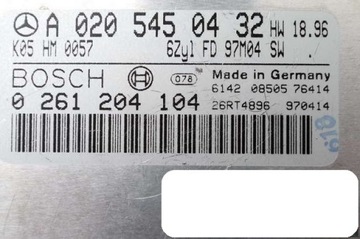 A 020 545 04 32 HW 18.96
K05 HM 0057 6Zyl FD 97M04 SW .
BOSCH 078 Made in Germany
6142 08505 76414
0 261 204 104 26RT4896 970414